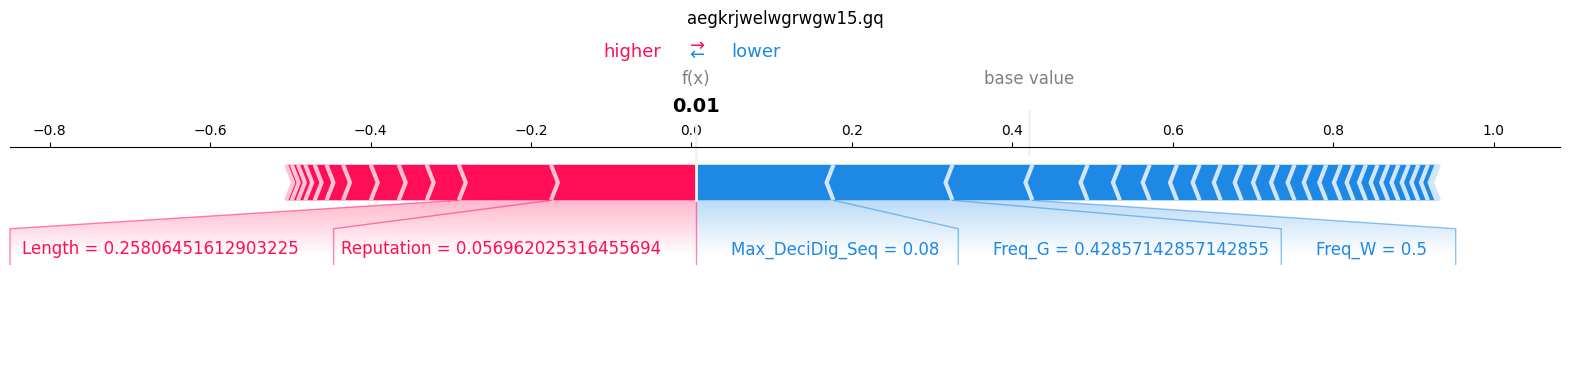 aegkrjwelwgrwgw15.gq
higher ⇄ lower
f(x) base value
0.01
−0.8 −0.6 −0.4 −0.2 0.0 0.2 0.4 0.6 0.8 1.0
Length = 0.25806451612903225 Reputation = 0.056962025316455694 Max_DeciDig_Seq = 0.08 Freq_G = 0.42857142857142855 Freq_W = 0.5